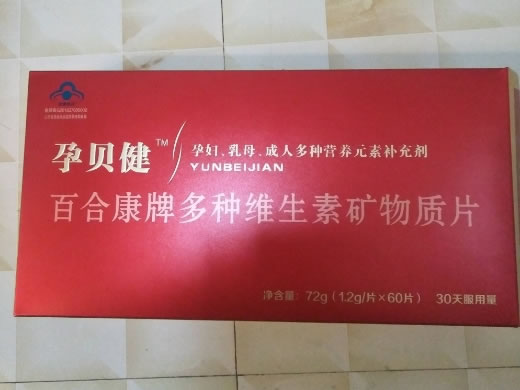 孕贝健™
孕妇、乳母、成人多种营养元素补充剂
YUNBEIJIAN
百合康牌多种维生素矿物质片
净含量：72g（1.2g/片×60片） 30天服用量